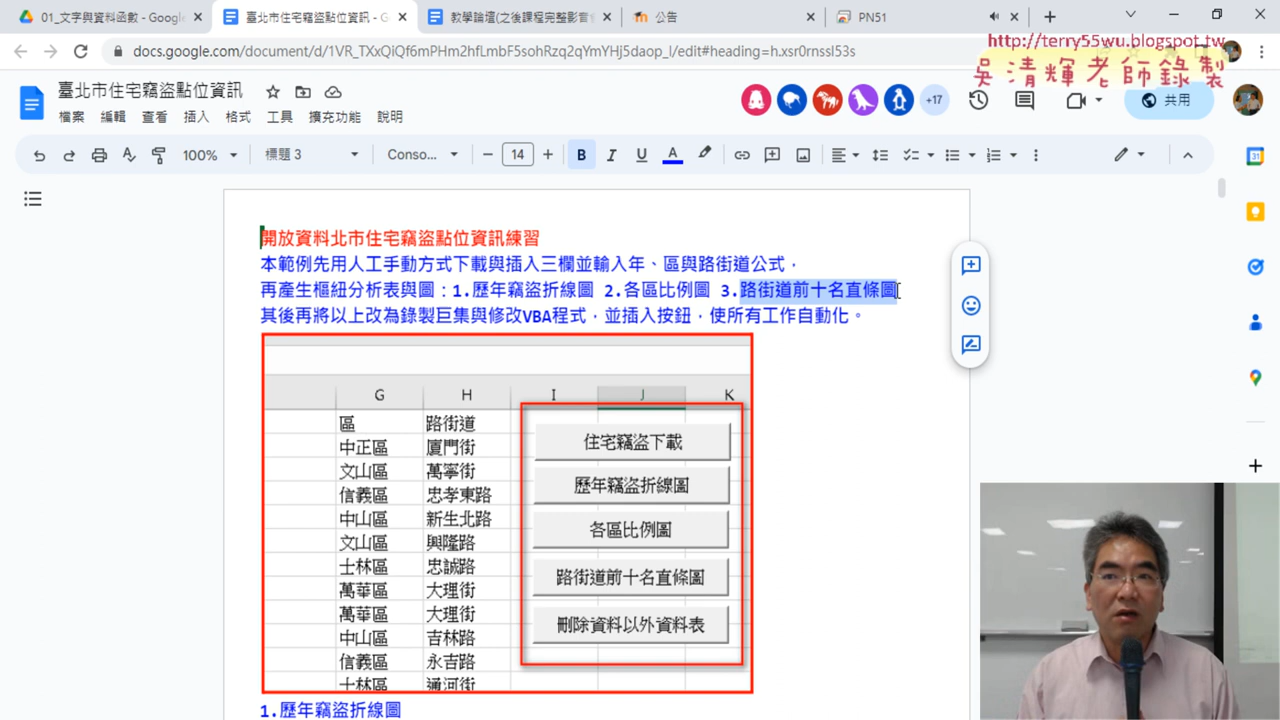 01_文字與資料函數 - Google
臺北市住宅竊盜點位資訊 - G
教學論壇(之後課程完整影音
公告
PN51
docs.google.com/document/d/1VR_TXxQiQf6mPHm2hfLmbF5sohRzq2qYmYHj5daop_I/edit#heading=h.xsr0rnssl53s
http://terry55wu.blogspot.tw
吳清輝老師錄製
臺北市住宅竊盜點位資訊
檔案 編輯 查看 插入 格式 工具 擴充功能 說明
+17
共用
100% 標題 3 Conso... 14 B I U A
開放資料北市住宅竊盜點位資訊練習
本範例先用人工手動方式下載與插入三欄並輸入年、區與路街道公式，
再產生樞紐分析表與圖：1.歷年竊盜折線圖 2.各區比例圖 3.路街道前十名直條圖
其後再將以上改為錄製巨集與修改VBA程式，並插入按鈕，使所有工作自動化。
G H I J K
區 路街道
中正區 廈門街
文山區 萬寧街
信義區 忠孝東路
中山區 新生北路
文山區 興隆路
士林區 忠誠路
萬華區 大理街
萬華區 大理街
中山區 吉林路
信義區 永吉路
士林區 通河街
住宅竊盜下載
歷年竊盜折線圖
各區比例圖
路街道前十名直條圖
刪除資料以外資料表
1.歷年竊盜折線圖